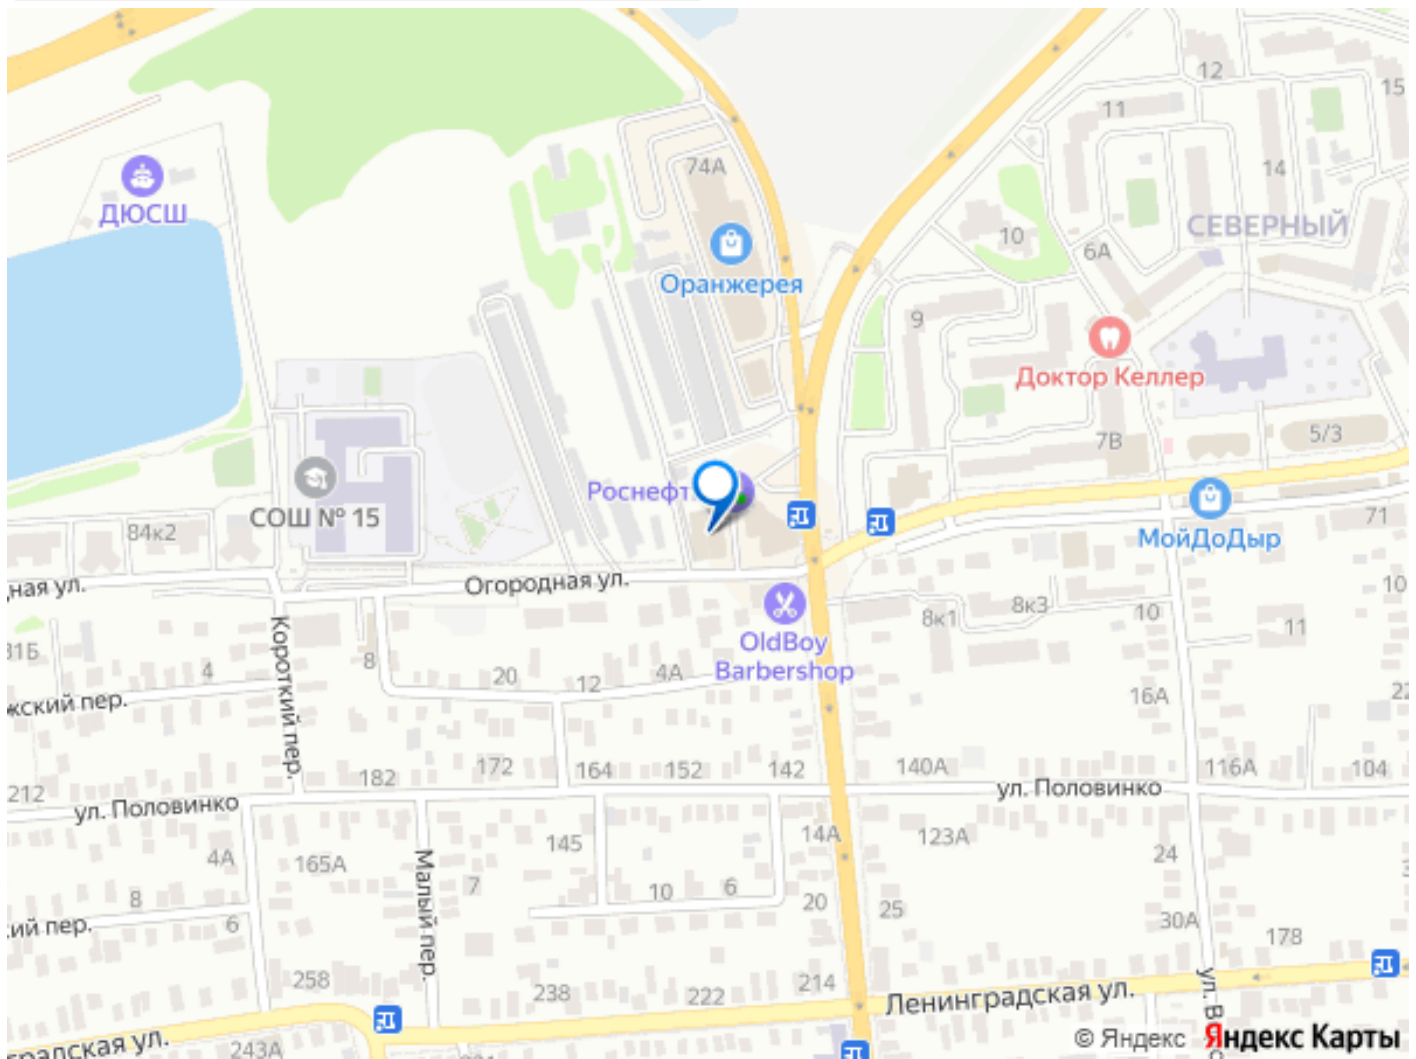 12
15
11
74А
14
ДЮСШ
СЕВЕРНЫЙ
10
6А
Оранжерея
9
Доктор Келлер
5/3
7В
Роснефт
СОШ № 15
71
84к2
МойДоДыр
ная ул.
Огородная ул.
10
8к1
8к3
10
11
31Б
Короткий пер.
8
OldBoy
Barbershop
4
20
12
4А
жский пер.
16А
22
182
172
164
152
142
140А
116А
104
212
ул. Половинко
ул. Половинко
14А
123А
145
4А
165А
Малый пер.
24
7
10
6
8
20
25
30А
ий пер.
6
178
258
238
222
214
Ленинградская ул.
ул. В
градская ул.
243А
© Яндекс
Яндекс Карты